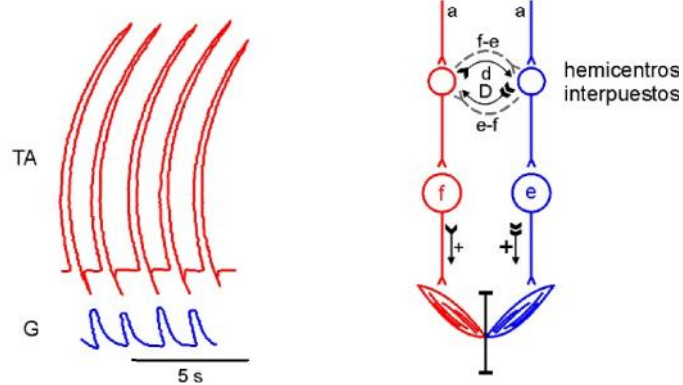 TA
G
5 s
a
a
f-e
d
D
e-f
hemicentros
interpuestos
f
e
+
+